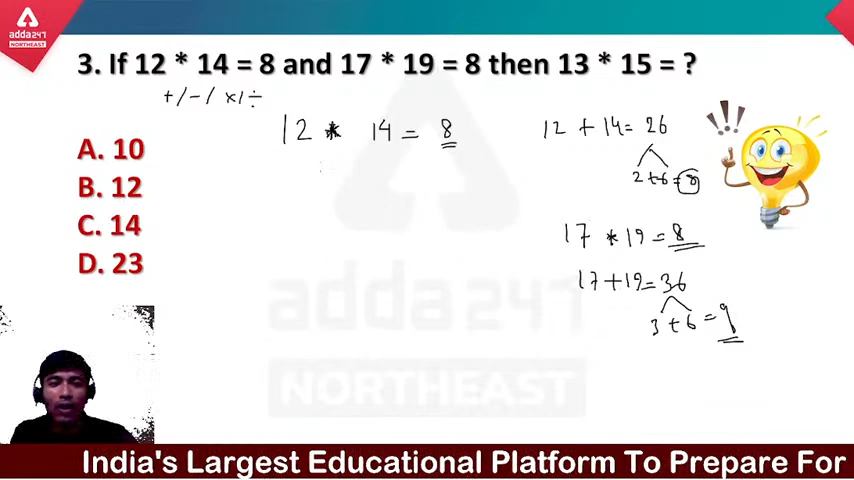 adda247
NORTHEAST
3. If 12 * 14 = 8 and 17 * 19 = 8 then 13 * 15 = ?
+/-/ ×/÷
12 * 14 = 8
12 + 14 = 26
2+6=8
A. 10
B. 12
C. 14
D. 23
17 * 19 = 8
17+19=36
3+6=9
adda247
NORTHEAST
India's Largest Educational Platform To Prepare For